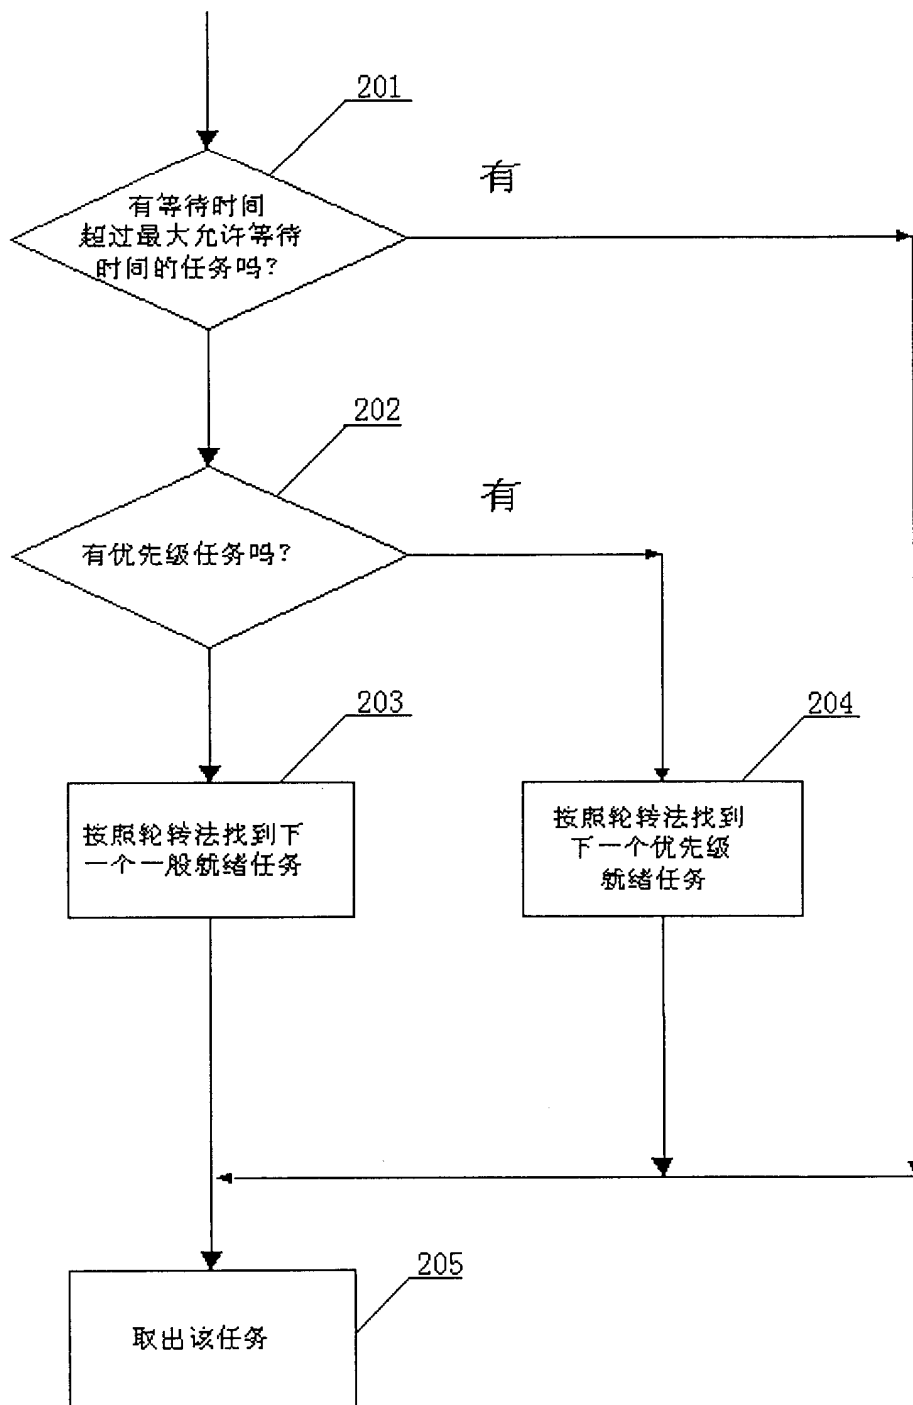 201
有
有等待时间
超过最大允许等待
时间的任务吗?
202
有
有优先级任务吗?
203
204
按照轮转法找到下
一个一般就绪任务
按照轮转法找到
下一个优先级
就绪任务
205
取出该任务